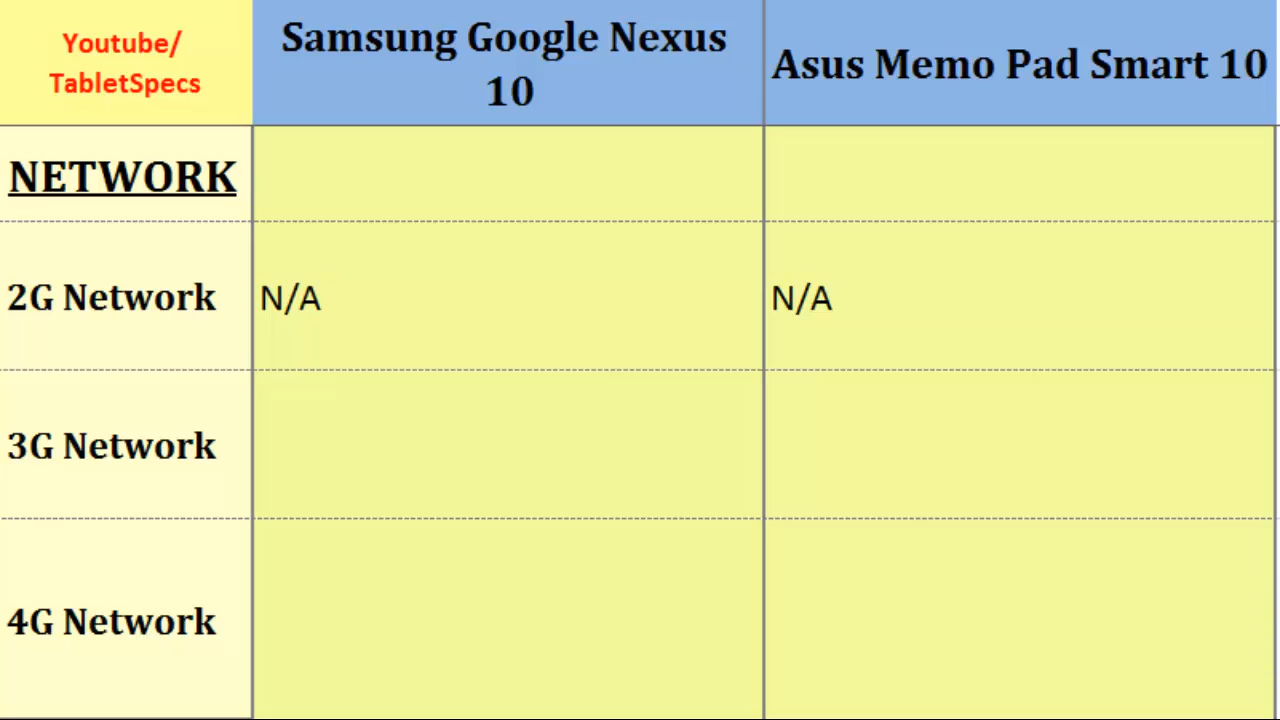 Youtube/
TabletSpecs
Samsung Google Nexus
10
Asus Memo Pad Smart 10
NETWORK
2G Network
N/A
N/A
3G Network
4G Network